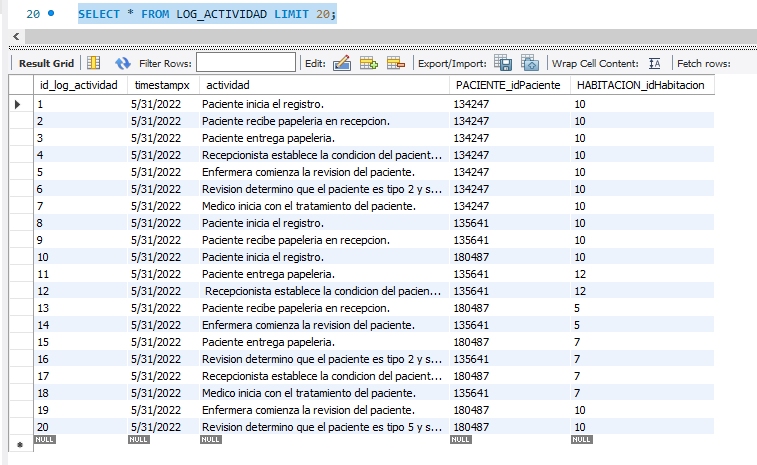 20 SELECT * FROM LOG_ACTIVIDAD LIMIT 20;
Result Grid Filter Rows: Edit: Export/Import: Wrap Cell Content: IA Fetch rows:
id_log_actividad timestampx actividad PACIENTE_idPaciente HABITACION_idHabitacion
1 5/31/2022 Paciente inicia el registro. 134247 10
2 5/31/2022 Paciente recibe papeleria en recepcion. 134247 10
3 5/31/2022 Paciente entrega papeleria. 134247 10
4 5/31/2022 Recepcionista establece la condicion del pacient... 134247 10
5 5/31/2022 Enfermera comienza la revision del paciente. 134247 10
6 5/31/2022 Revision determino que el paciente es tipo 2 y s... 134247 10
7 5/31/2022 Medico inicia con el tratamiento del paciente. 134247 10
8 5/31/2022 Paciente inicia el registro. 135641 10
9 5/31/2022 Paciente recibe papeleria en recepcion. 135641 10
10 5/31/2022 Paciente inicia el registro. 180487 10
11 5/31/2022 Paciente entrega papeleria. 135641 12
12 5/31/2022 Recepcionista establece la condicion del pacien... 135641 12
13 5/31/2022 Paciente recibe papeleria en recepcion. 180487 5
14 5/31/2022 Enfermera comienza la revision del paciente. 135641 5
15 5/31/2022 Paciente entrega papeleria. 180487 7
16 5/31/2022 Revision determino que el paciente es tipo 2 y s... 135641 7
17 5/31/2022 Recepcionista establece la condicion del pacient... 180487 7
18 5/31/2022 Medico inicia con el tratamiento del paciente. 135641 7
19 5/31/2022 Enfermera comienza la revision del paciente. 180487 10
20 5/31/2022 Revision determino que el paciente es tipo 5 y s... 180487 10
NULL NULL NULL NULL NULL